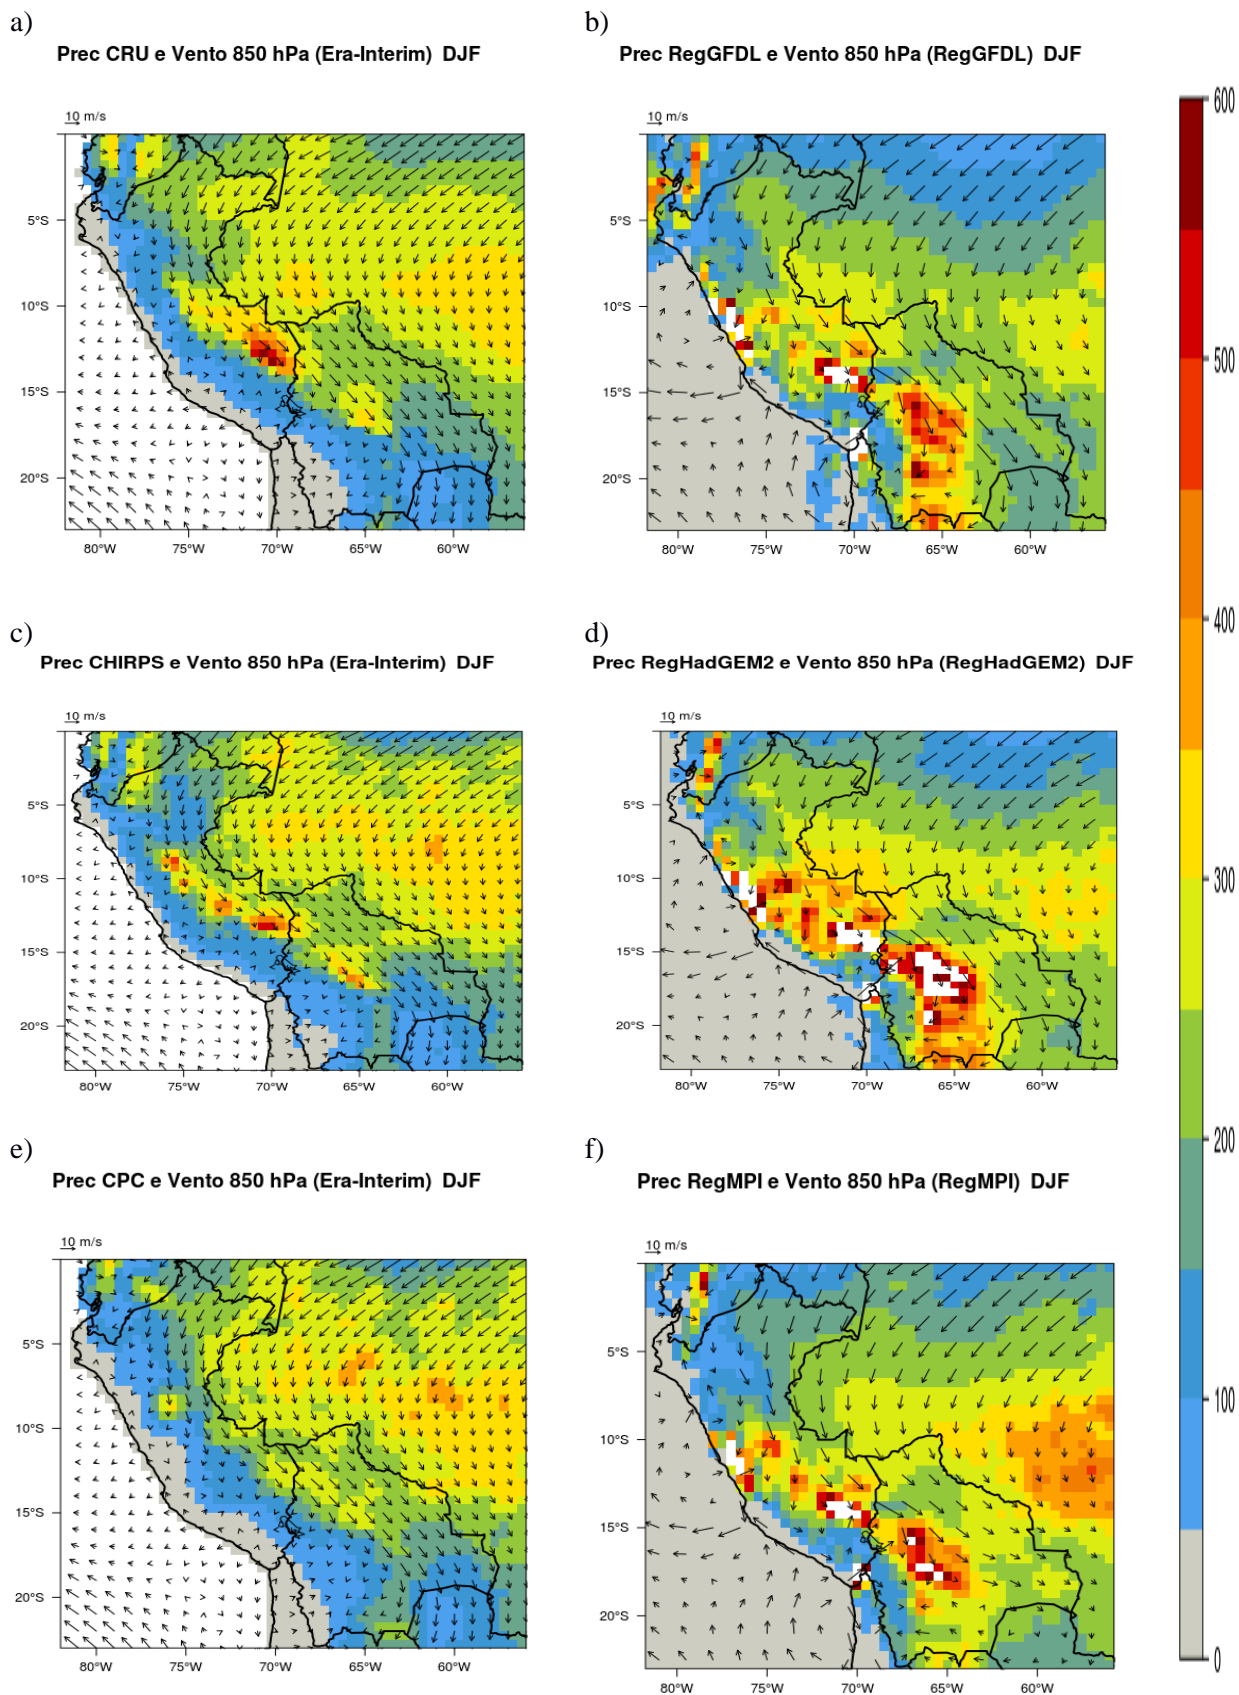 a)
Prec CRU e Vento 850 hPa (Era-Interim) DJF
10 m/s
5°S
10°S
15°S
20°S
80°W 75°W 70°W 65°W 60°W
b)
Prec RegGFDL e Vento 850 hPa (RegGFDL) DJF
10 m/s
5°S
10°S
15°S
20°S
80°W 75°W 70°W 65°W 60°W
c)
Prec CHIRPS e Vento 850 hPa (Era-Interim) DJF
10 m/s
5°S
10°S
15°S
20°S
80°W 75°W 70°W 65°W 60°W
d)
Prec RegHadGEM2 e Vento 850 hPa (RegHadGEM2) DJF
10 m/s
5°S
10°S
15°S
20°S
80°W 75°W 70°W 65°W 60°W
e)
Prec CPC e Vento 850 hPa (Era-Interim) DJF
10 m/s
5°S
10°S
15°S
20°S
80°W 75°W 70°W 65°W 60°W
f)
Prec RegMPI e Vento 850 hPa (RegMPI) DJF
10 m/s
5°S
10°S
15°S
20°S
80°W 75°W 70°W 65°W 60°W
600
500
400
300
200
100
0